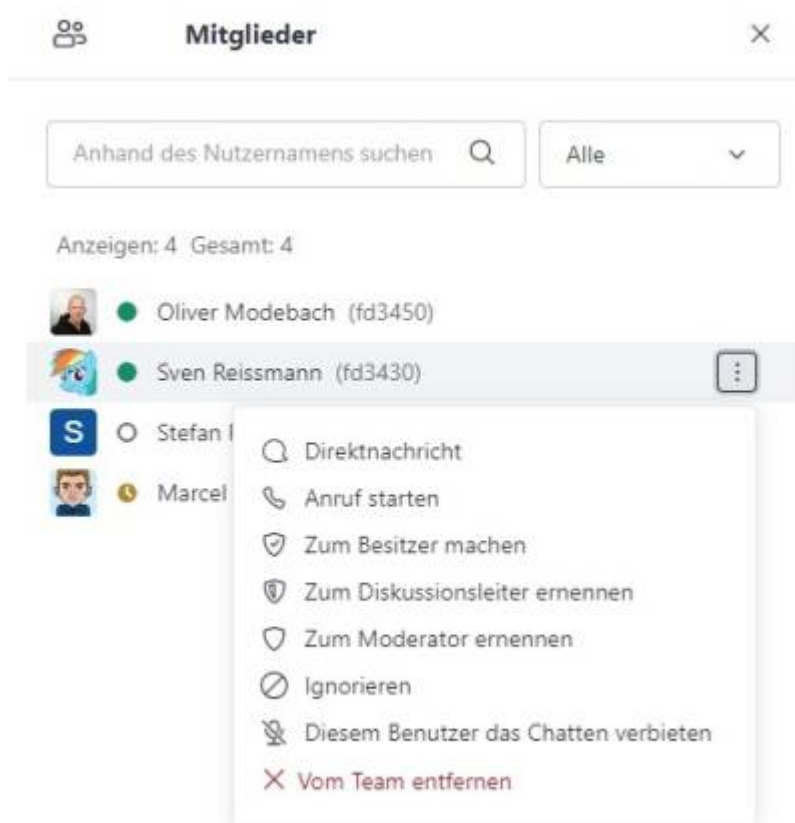 Mitglieder
Anhand des Nutzernamens suchen
Alle
Anzeigen: 4 Gesamt: 4
Oliver Modebach (fd3450)
Sven Reissmann (fd3430)
S Stefan
Marcel
Direktnachricht
Anruf starten
Zum Besitzer machen
Zum Diskussionsleiter ernennen
Zum Moderator ernennen
Ignorieren
Diesem Benutzer das Chatten verbieten
Vom Team entfernen